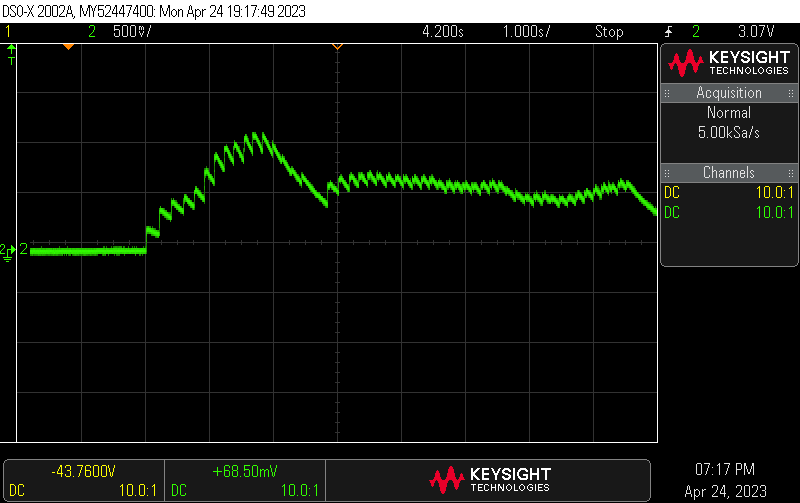 DSO-X 2002A, MY52447400: Mon Apr 24 19:17:49 2023
1 2 500mV/ 4.200s 1.000s/ Stop 2 3.07V
T
KEYSIGHT
TECHNOLOGIES
Acquisition
Normal
5.00kSa/s
Channels
DC 10.0:1
DC 10.0:1
2 2
-43.7600V +68.50mV
DC 10.0:1 DC 10.0:1
KEYSIGHT
TECHNOLOGIES
07:17 PM
Apr 24, 2023